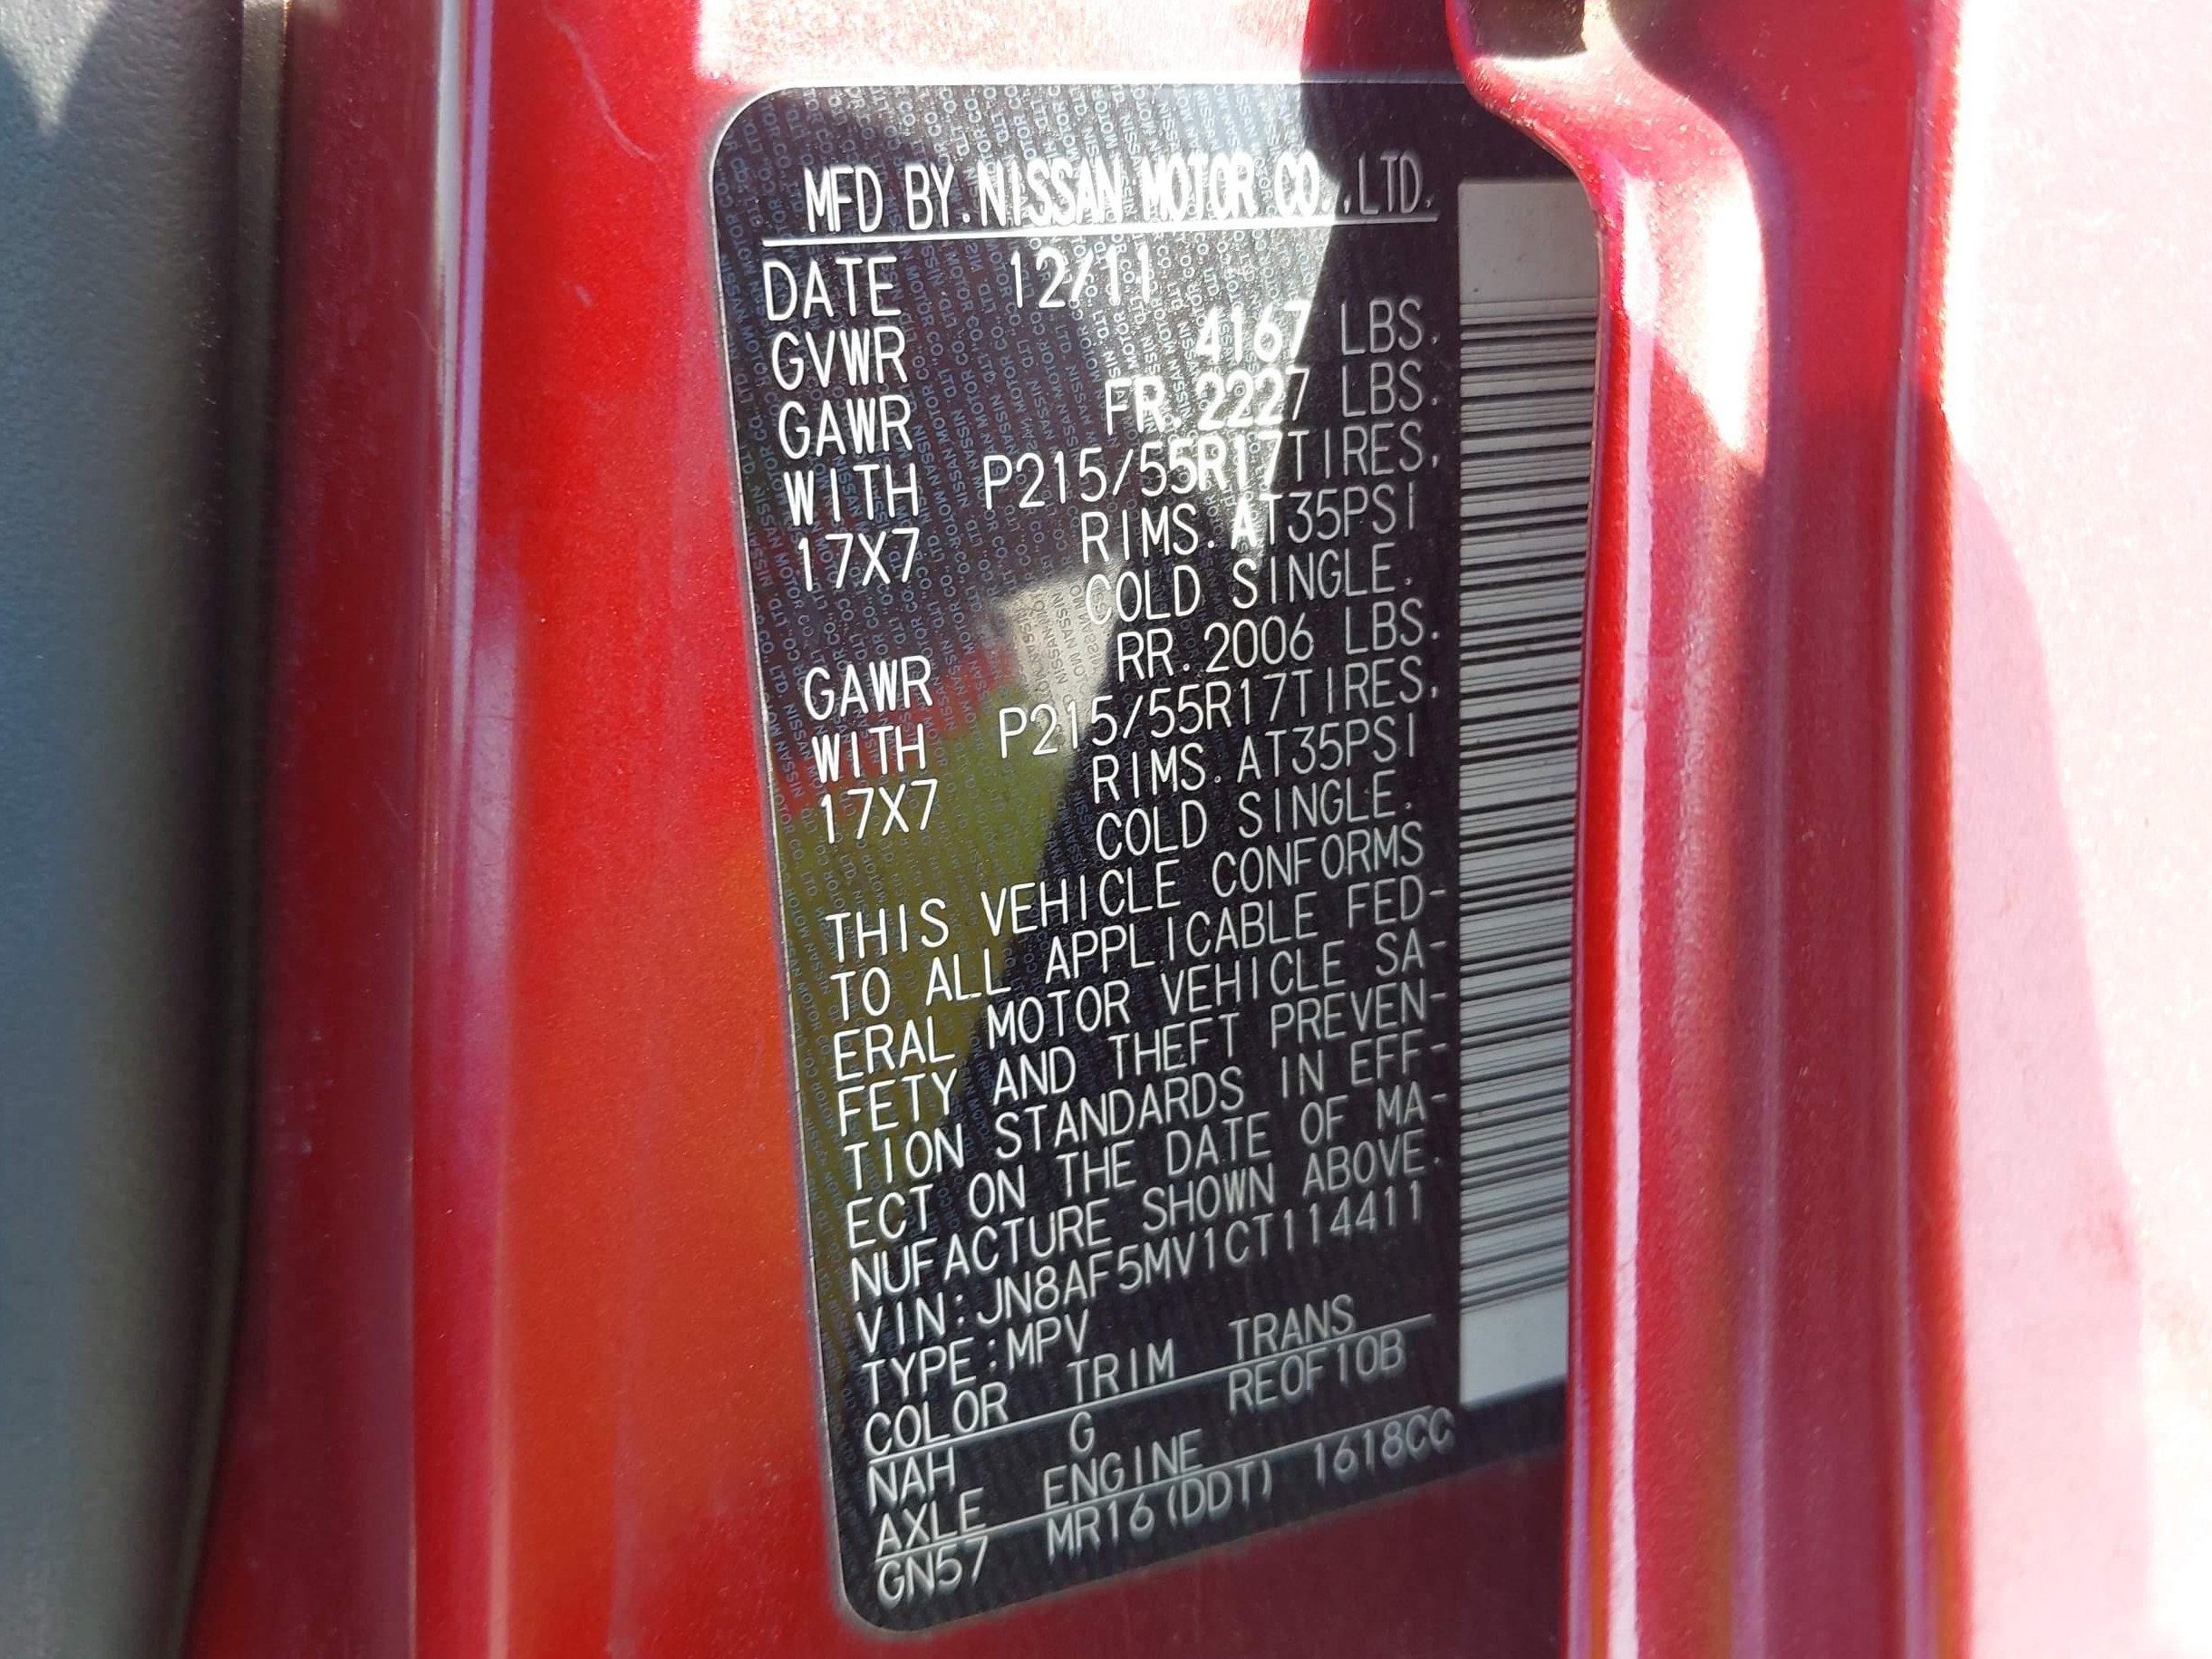 MFD BY.NISSAN MOTOR CO.,LTD.
DATE 12/11
GVWR 4167 LBS.
GAWR FR.2227 LBS.
WITH P215/55R17TIRES,
17X7 RIMS.AT35PSI
COLD SINGLE.
GAWR RR.2006 LBS.
WITH P215/55R17TIRES,
17X7 RIMS.AT35PSI
COLD SINGLE.
THIS VEHICLE CONFORMS
TO ALL APPLICABLE FED-
ERAL MOTOR VEHICLE SA-
FETY AND THEFT PREVEN-
TION STANDARDS IN EFF-
ECT ON THE DATE OF MA-
NUFACTURE SHOWN ABOVE.
VIN:JN8AF5MV1CT114411
TYPE:MPV
COLOR TRIM TRANS
NAH G RE0F10B
AXLE ENGINE
GN57 MR16(DDT) 1618CC